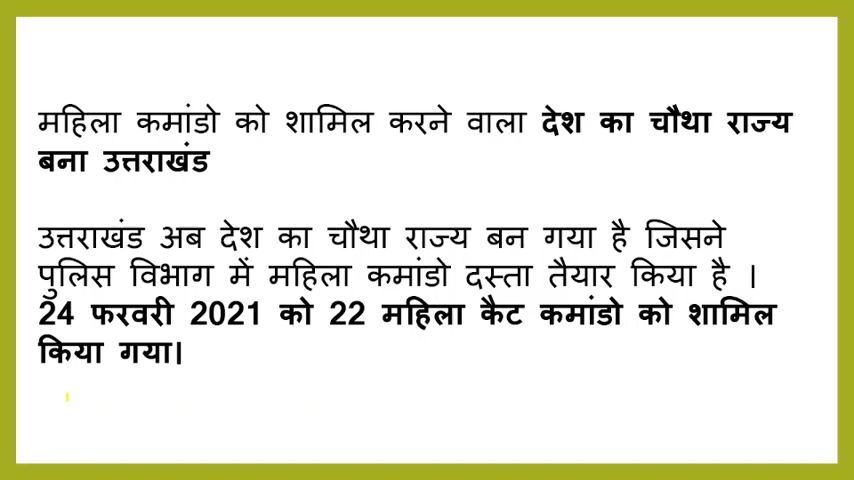 महिला कमांडो को शामिल करने वाला देश का चौथा राज्य
बना उत्तराखंड
उत्तराखंड अब देश का चौथा राज्य बन गया है जिसने
पुलिस विभाग में महिला कमांडो दस्ता तैयार किया है ।
24 फरवरी 2021 को 22 महिला कैट कमांडो को शामिल
किया गया।